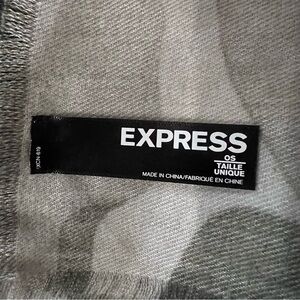 EXPRESS
OS
TAILLE
UNIQUE
MADE IN CHINA/FABRIQUÉ EN CHINE